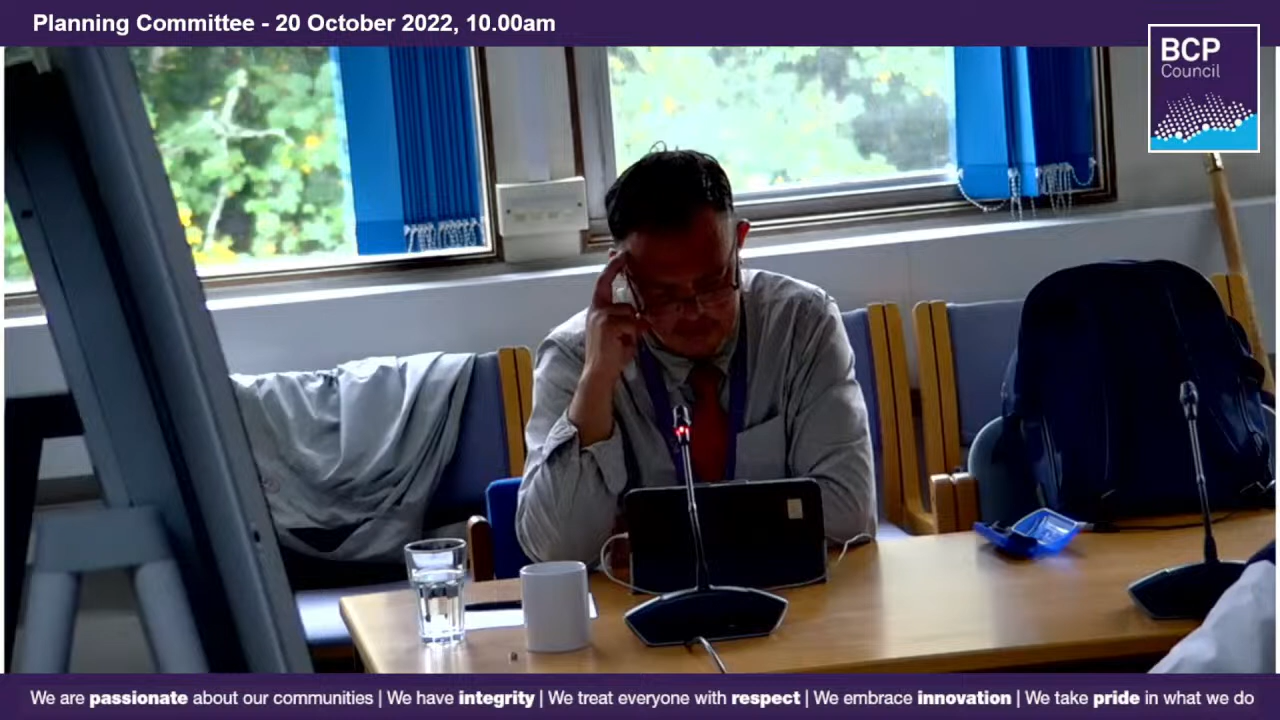 Planning Committee - 20 October 2022, 10.00am
BCP
Council
We are passionate about our communities | We have integrity | We treat everyone with respect | We embrace innovation | We take pride in what we do